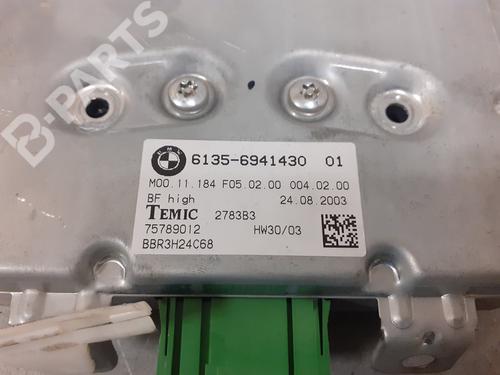 B-PARTS
BMW
6135-6941430 01
M00.11.184 F05.02.00 004.02.00
BF high 24.08.2003
TEMIC 2783B3
75789012 HW30/03
BBR3H24C68